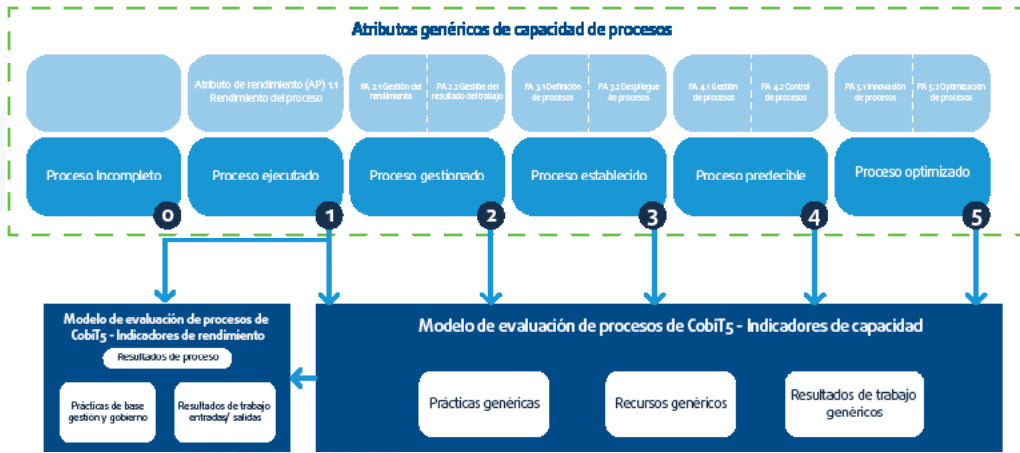 Atributos genéricos de capacidad de procesos
Atributo de rendimiento (AP) 1.1
Rendimiento del proceso
PA 2.1 Gestión del
rendimiento
PA 2.2 Gestión del
resultado del trabajo
PA 3.1 Definición
de procesos
PA 3.2 Despliegue
de procesos
PA 4.1 Gestión
de procesos
PA 4.2 Control
de procesos
PA 5.1 Innovación
de procesos
PA 5.2 Optimización
de procesos
Proceso Incompleto
Proceso ejecutado
Proceso gestionado
Proceso establecido
Proceso predecible
Proceso optimizado
0
1
2
3
4
5
Modelo de evaluación de procesos de
CobiT5 - Indicadores de rendimiento
Resultados de proceso
Prácticas de base
gestión y gobierno
Resultados de trabajo
entradas/ salidas
Modelo de evaluación de procesos de CobiT5 - Indicadores de capacidad
Prácticas genéricas
Recursos genéricos
Resultados de trabajo
genéricos